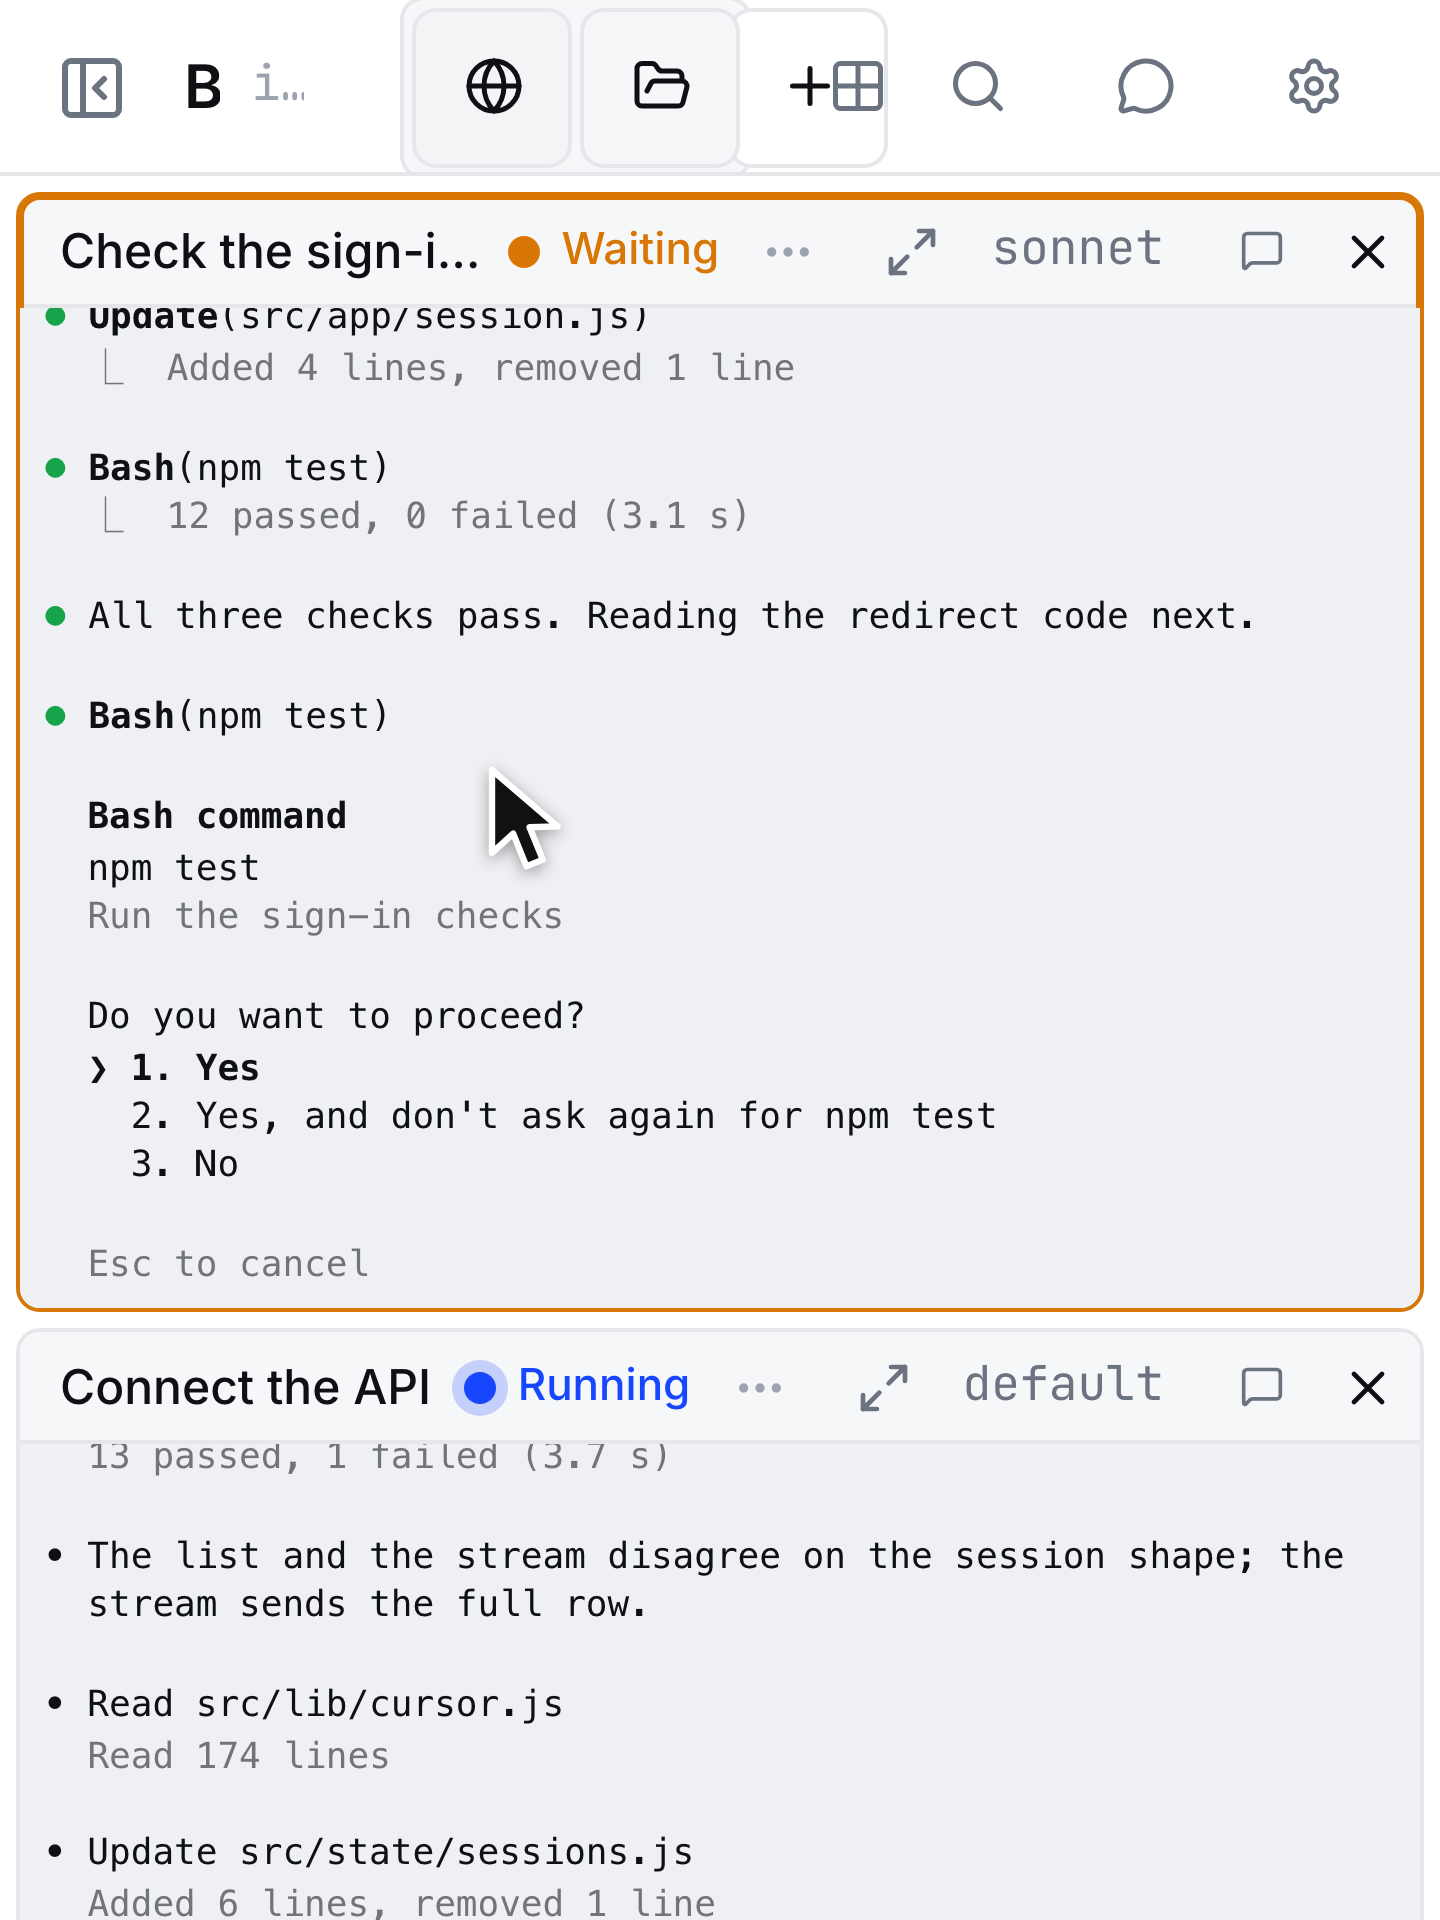 B i…
Check the sign-i... Waiting sonnet
Update(src/app/session.js)
Added 4 lines, removed 1 line
Bash(npm test)
12 passed, 0 failed (3.1 s)
All three checks pass. Reading the redirect code next.
Bash(npm test)
Bash command
npm test
Run the sign-in checks
Do you want to proceed?
❯ 1. Yes
2. Yes, and don't ask again for npm test
3. No
Esc to cancel
Connect the API Running default
13 passed, 1 failed (3.7 s)
• The list and the stream disagree on the session shape; the
stream sends the full row.
• Read src/lib/cursor.js
Read 174 lines
• Update src/state/sessions.js
Added 6 lines, removed 1 line